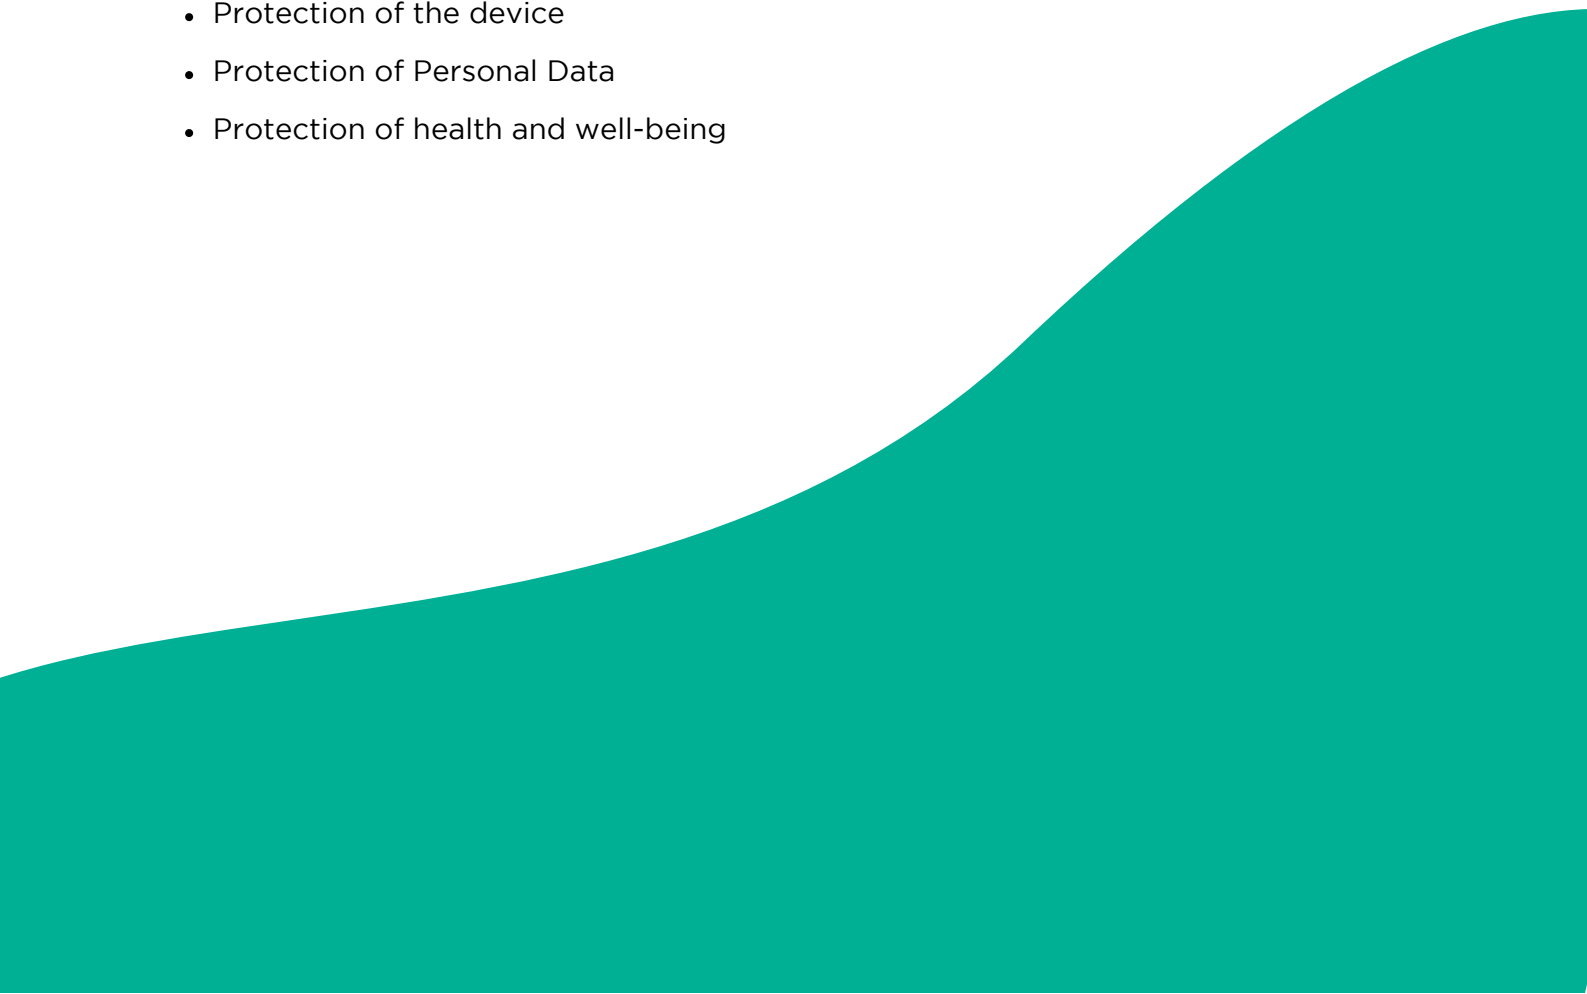 • Protection of the device
• Protection of Personal Data
• Protection of health and well-being